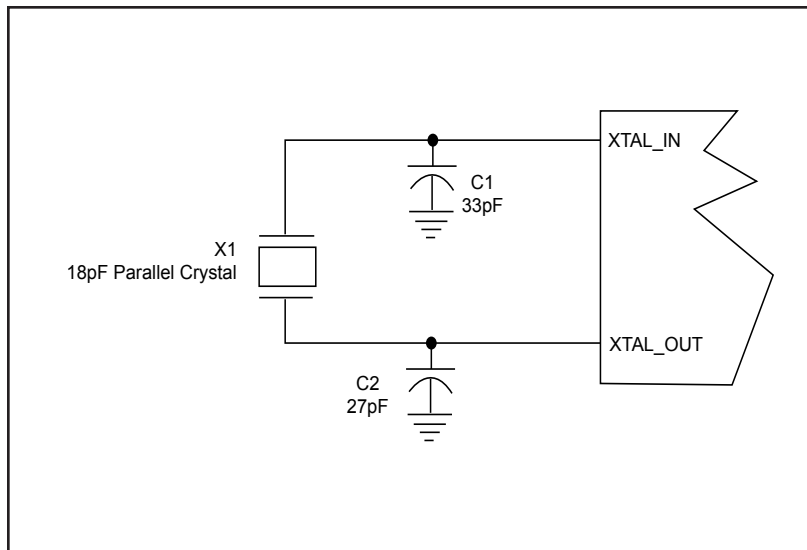 XTAL_IN
C1
33pF
X1
18pF Parallel Crystal
XTAL_OUT
C2
27pF